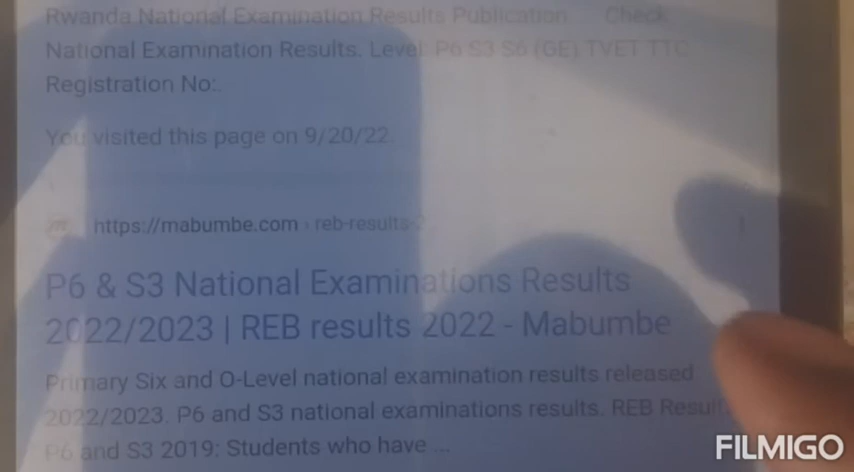 Rwanda National Examination Results Publication. ... Check
National Examination Results. Level: P6 S3 S6 (GE) TVET TTC
Registration No:.
You visited this page on 9/20/22.
https://mabumbe.com › reb-results-2...
P6 & S3 National Examinations Results
2022/2023 | REB results 2022 - Mabumbe
Primary Six and O-Level national examination results released
2022/2023. P6 and S3 national examinations results. REB Result
P6 and S3 2019: Students who have ...
FILMIGO